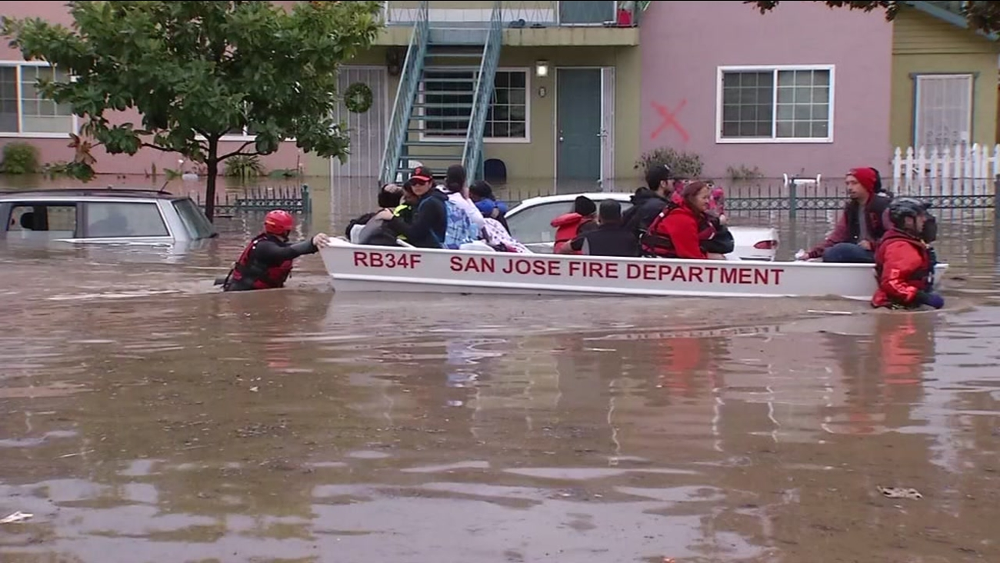 RB34F SAN JOSE FIRE DEPARTMENT